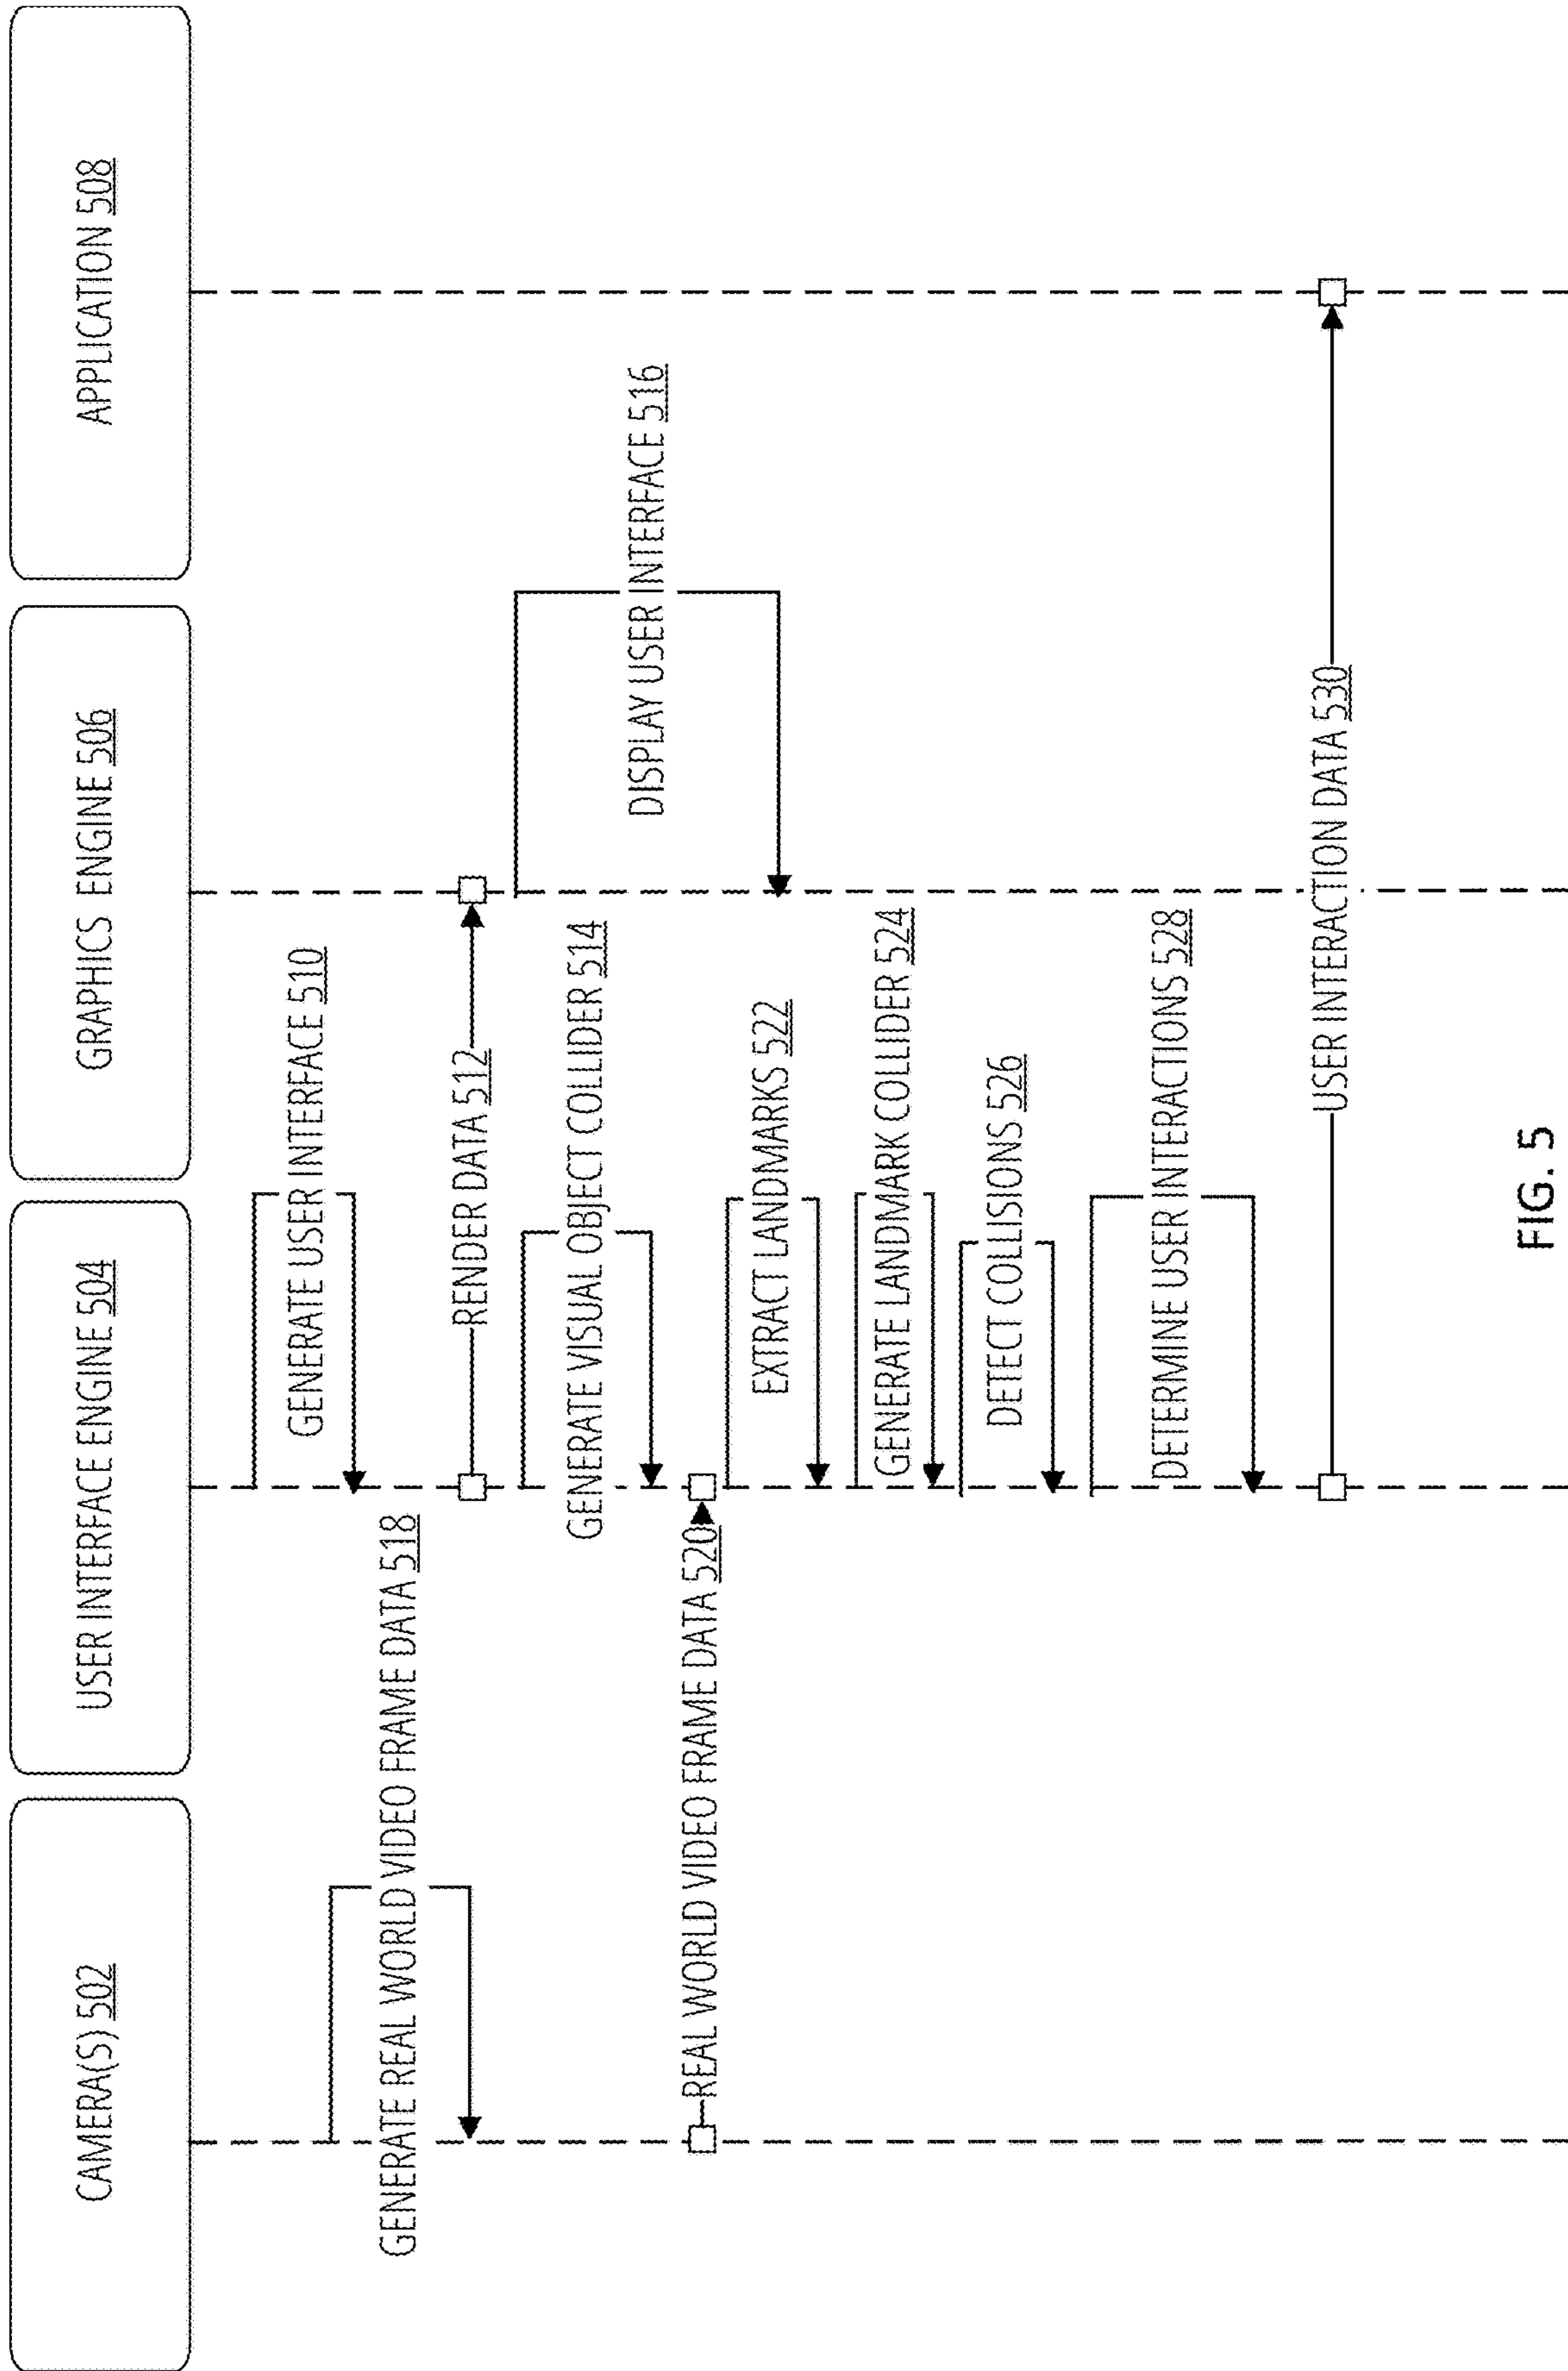 CAMERA(S) 502
USER INTERFACE ENGINE 504
GRAPHICS ENGINE 506
APPLICATION 508
GENERATE USER INTERFACE 510
GENERATE REAL WORLD VIDEO FRAME DATA 518
RENDER DATA 512
GENERATE VISUAL OBJECT COLLIDER 514
DISPLAY USER INTERFACE 516
REAL WORLD VIDEO FRAME DATA 520
EXTRACT LANDMARKS 522
GENERATE LANDMARK COLLIDER 524
DETECT COLLISIONS 526
DETERMINE USER INTERACTIONS 528
USER INTERACTION DATA 530
FIG. 5